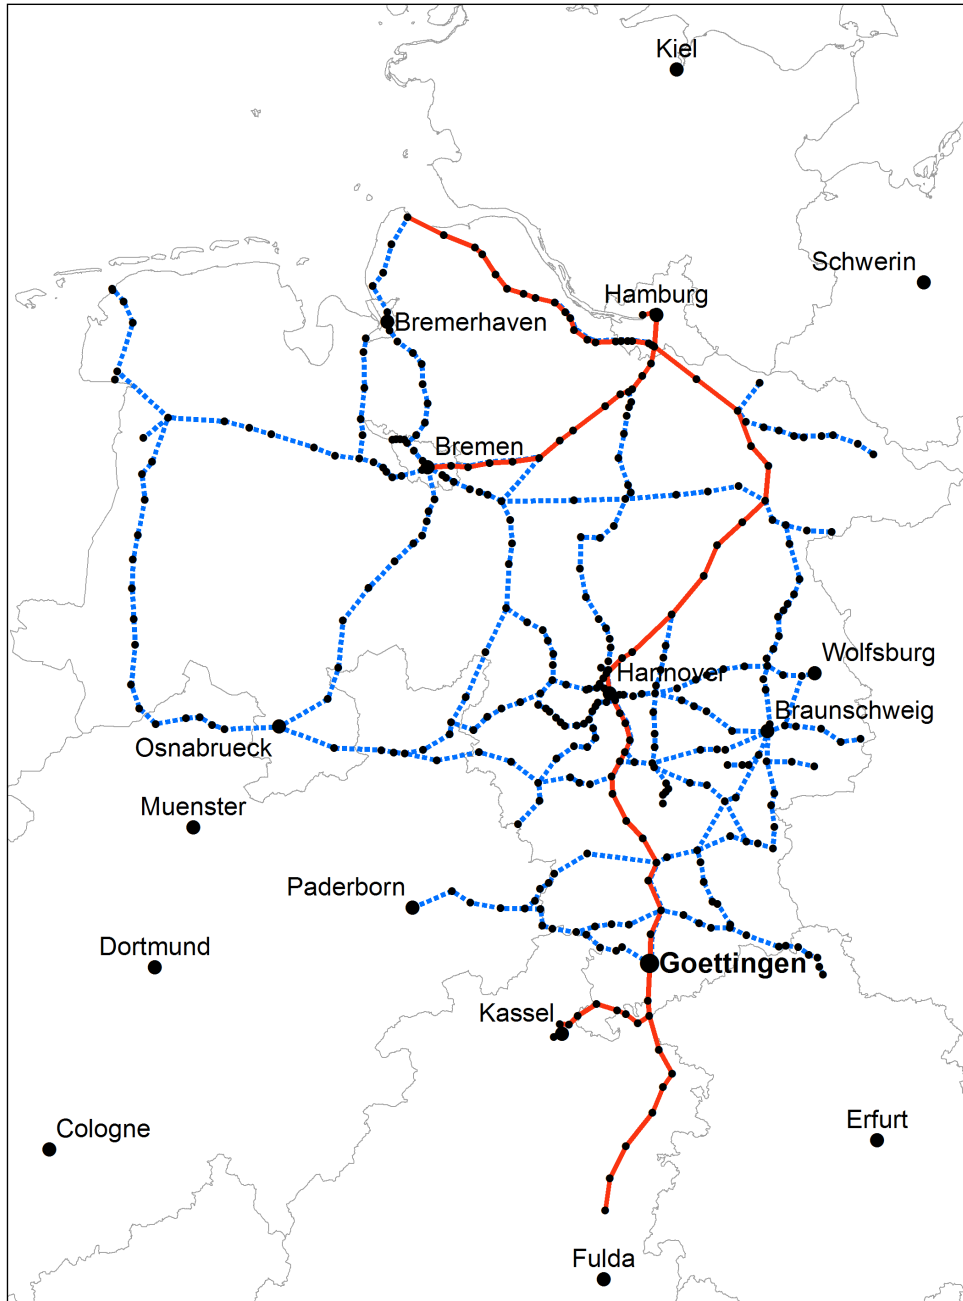 Kiel
Schwerin
Hamburg
Bremerhaven
Bremen
Wolfsburg
Hannover
Braunschweig
Osnabrueck
Muenster
Paderborn
Dortmund
Goettingen
Kassel
Cologne
Erfurt
Fulda